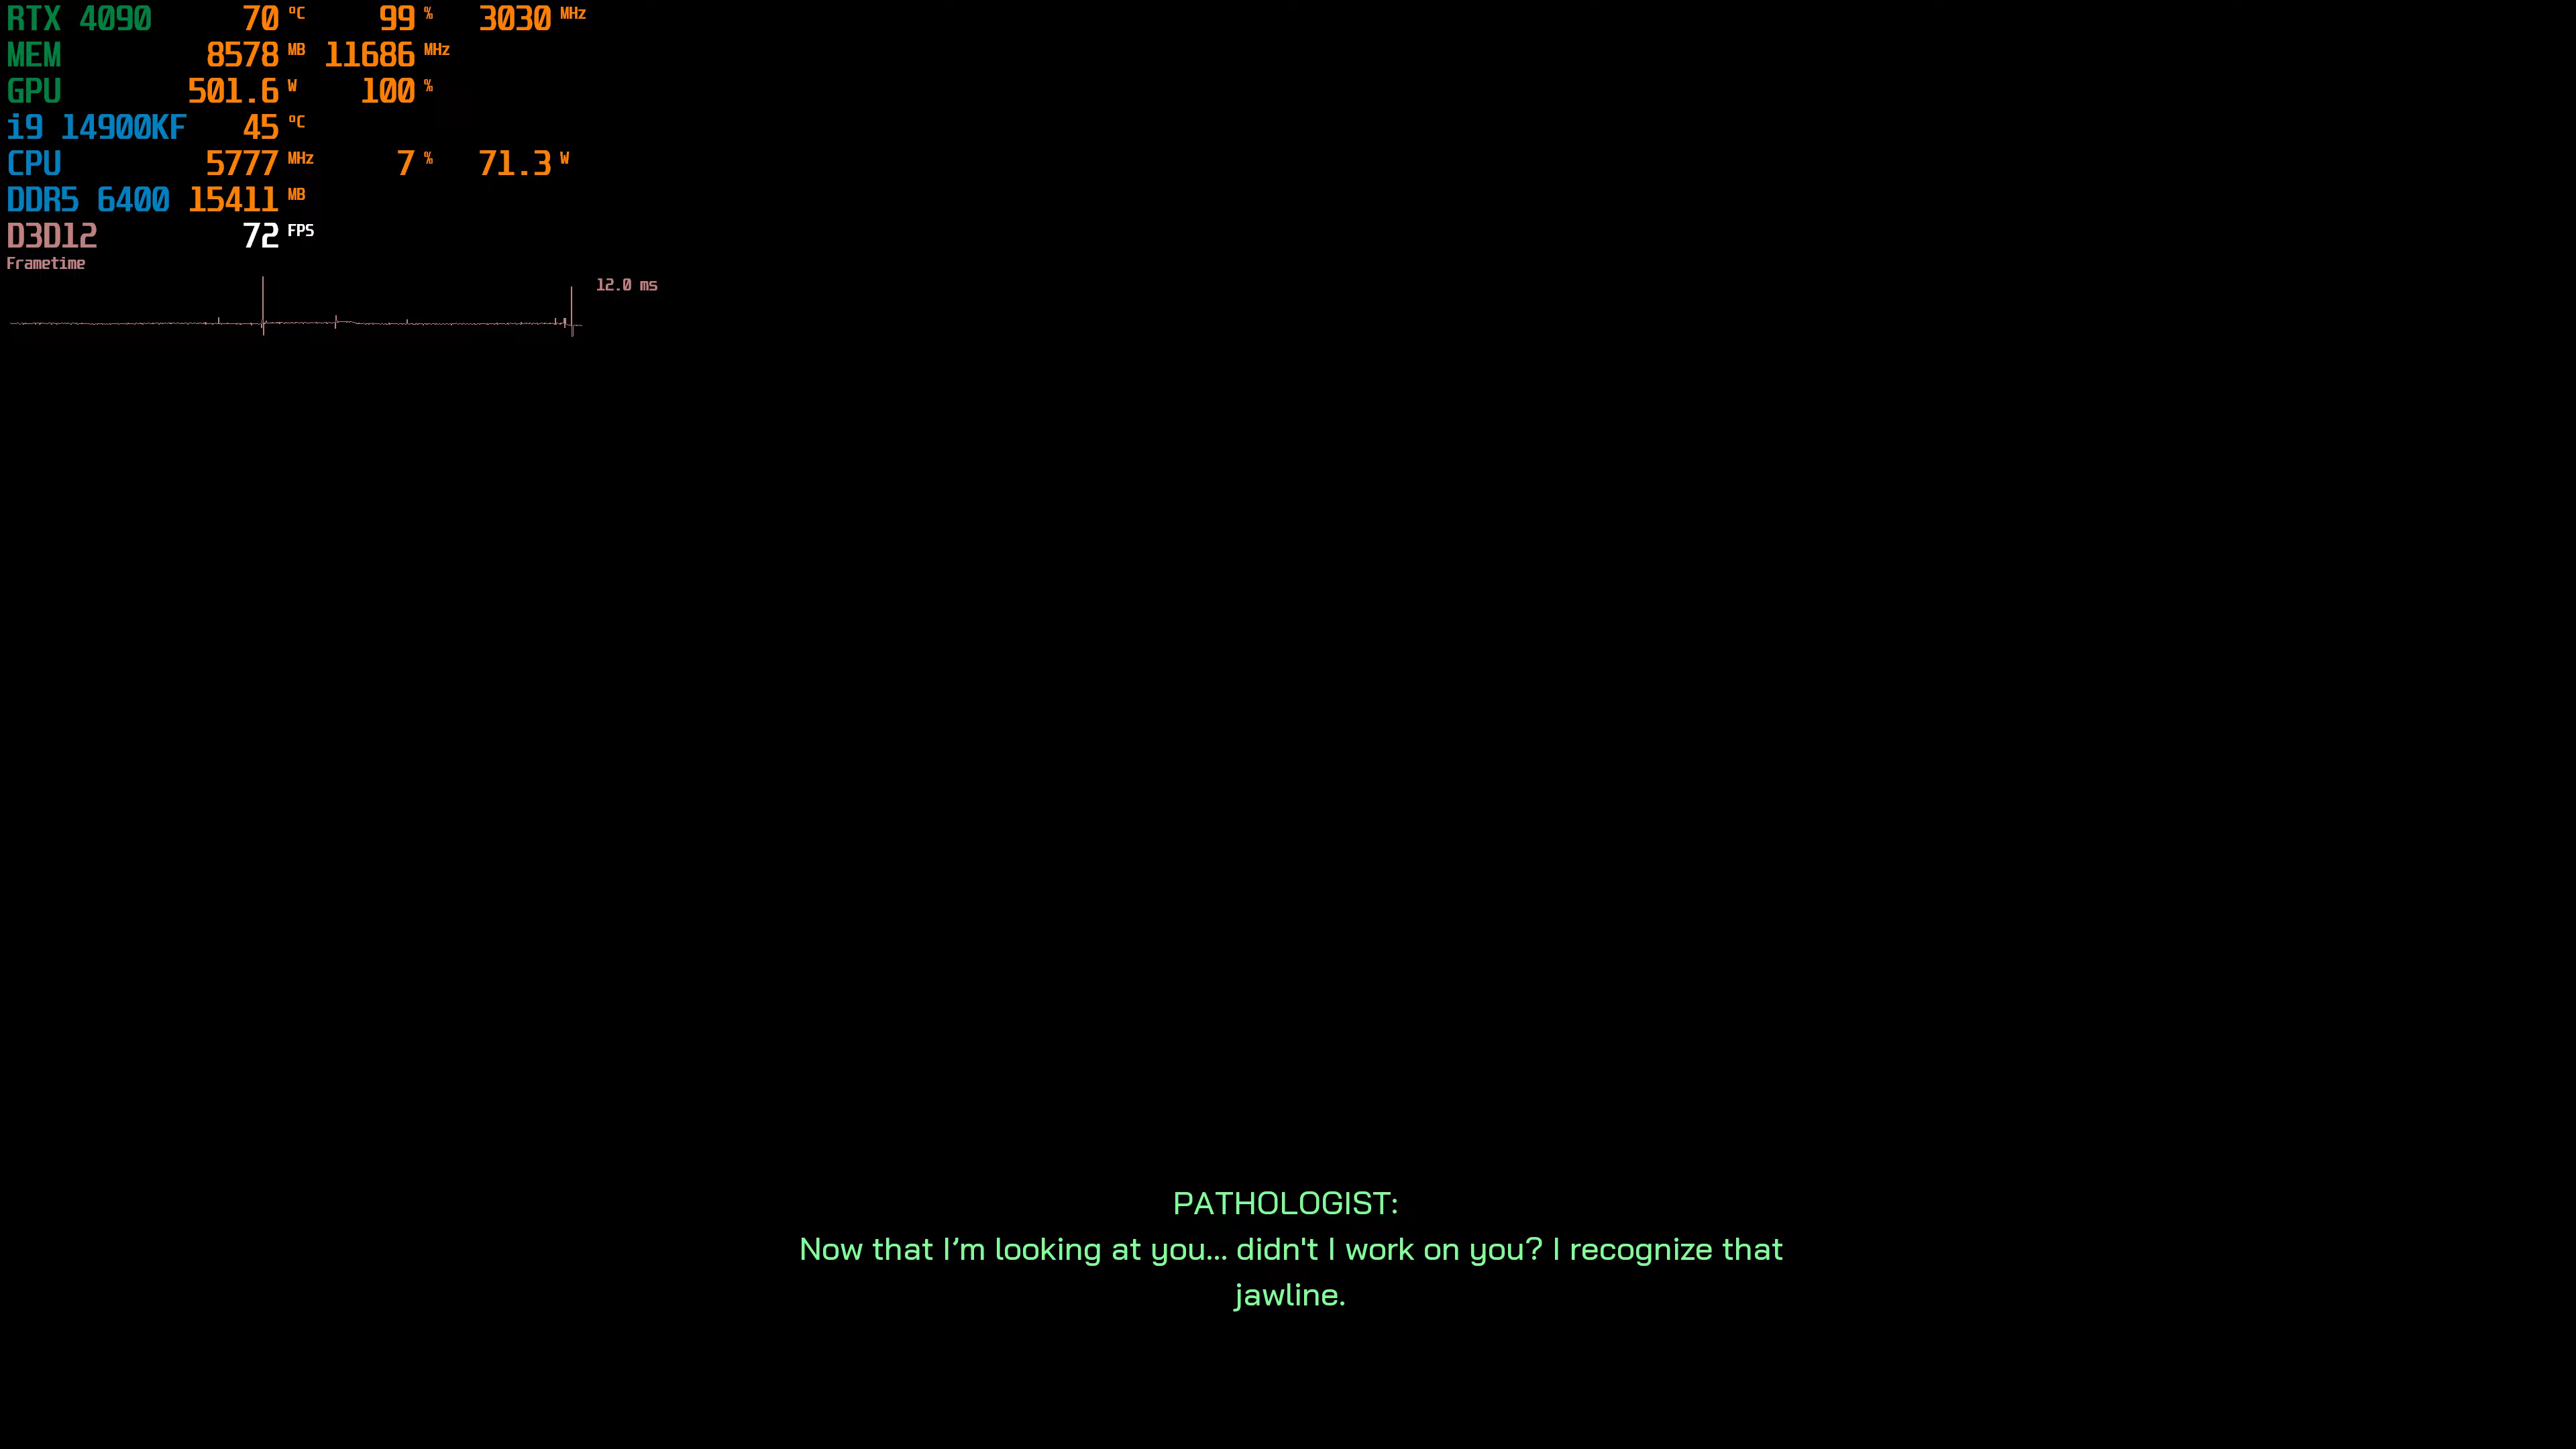 RTX 4090 70 °C 99 % 3030 MHz
MEM 8578 MB 11686 MHz
GPU 501.6 W 100 %
i9 14900KF 45 °C
CPU 5777 MHz 7 % 71.3 W
DDR5 6400 15411 MB
D3D12 72 FPS
Frametime
12.0 ms
PATHOLOGIST:
Now that I’m looking at you... didn't I work on you? I recognize that
jawline.